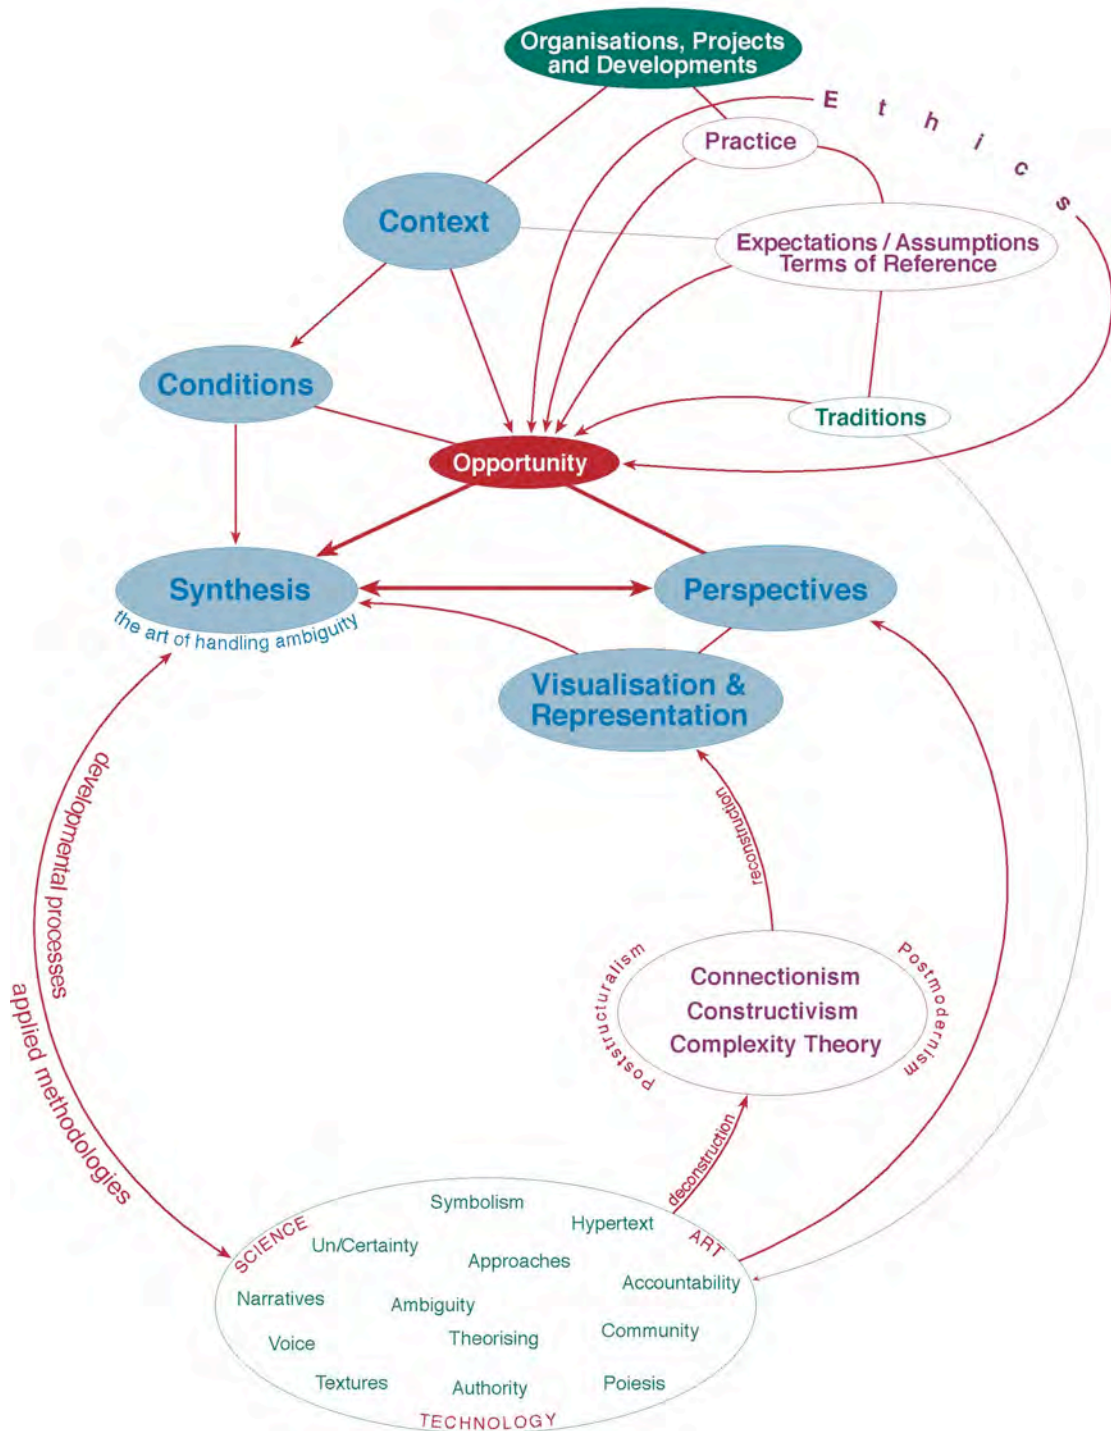 Organisations, Projects
and Developments
Ethics
Practice
Context
Expectations / Assumptions
Terms of Reference
Conditions
Traditions
Opportunity
Synthesis
the art of handling ambiguity
Perspectives
Visualisation &
Representation
developmental processes
applied methodologies
reconstruction
Poststructuralism
Postmodernism
Connectionism
Constructivism
Complexity Theory
deconstruction
SCIENCE
ART
Symbolism
Hypertext
Un/Certainty
Approaches
Accountability
Narratives
Ambiguity
Voice
Theorising
Community
Textures
Authority
Poiesis
TECHNOLOGY